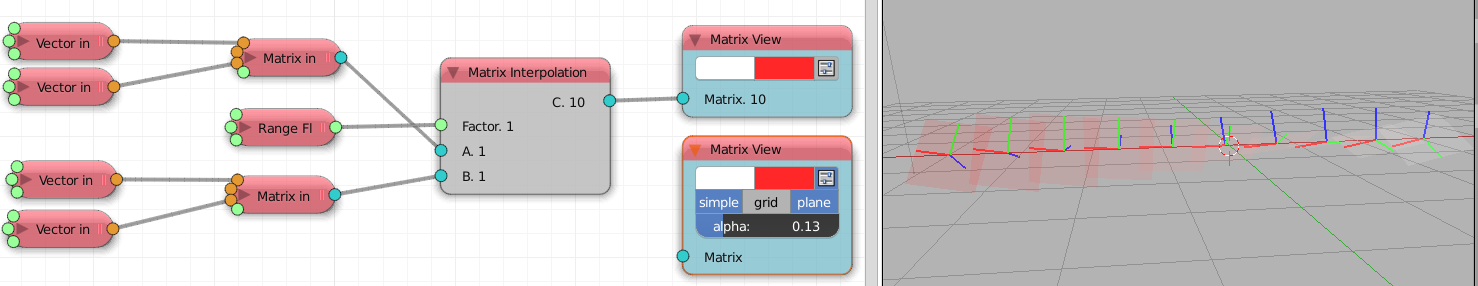 Vector in
Vector in
Matrix in
Range Fl
Vector in
Vector in
Matrix in
Matrix Interpolation
C. 10
Factor. 1
A. 1
B. 1
Matrix View
Matrix. 10
Matrix View
simple grid plane
alpha: 0.13
Matrix